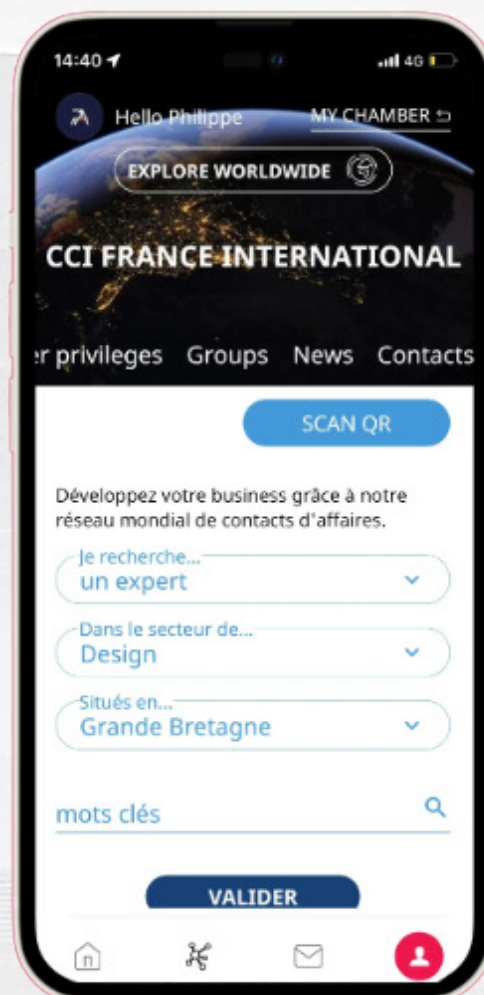 14:40
4G
Hello Philippe
MY CHAMBER
EXPLORE WORLDWIDE
CCI FRANCE INTERNATIONAL
er privileges Groups News Contacts
SCAN QR
Développez votre business grâce à notre
réseau mondial de contacts d'affaires.
Je recherche...
un expert
Dans le secteur de...
Design
Situés en...
Grande Bretagne
mots clés
VALIDER
n